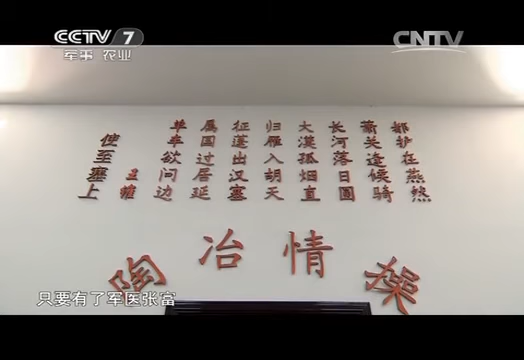 CCTV 7
军事 农业
CNTV
使至塞上
王维
单车欲问边
属国过居延
征蓬出汉塞
归雁入胡天
大漠孤烟直
长河落日圆
萧关逢候骑
都护在燕然
陶冶情操
只要有了军医张富